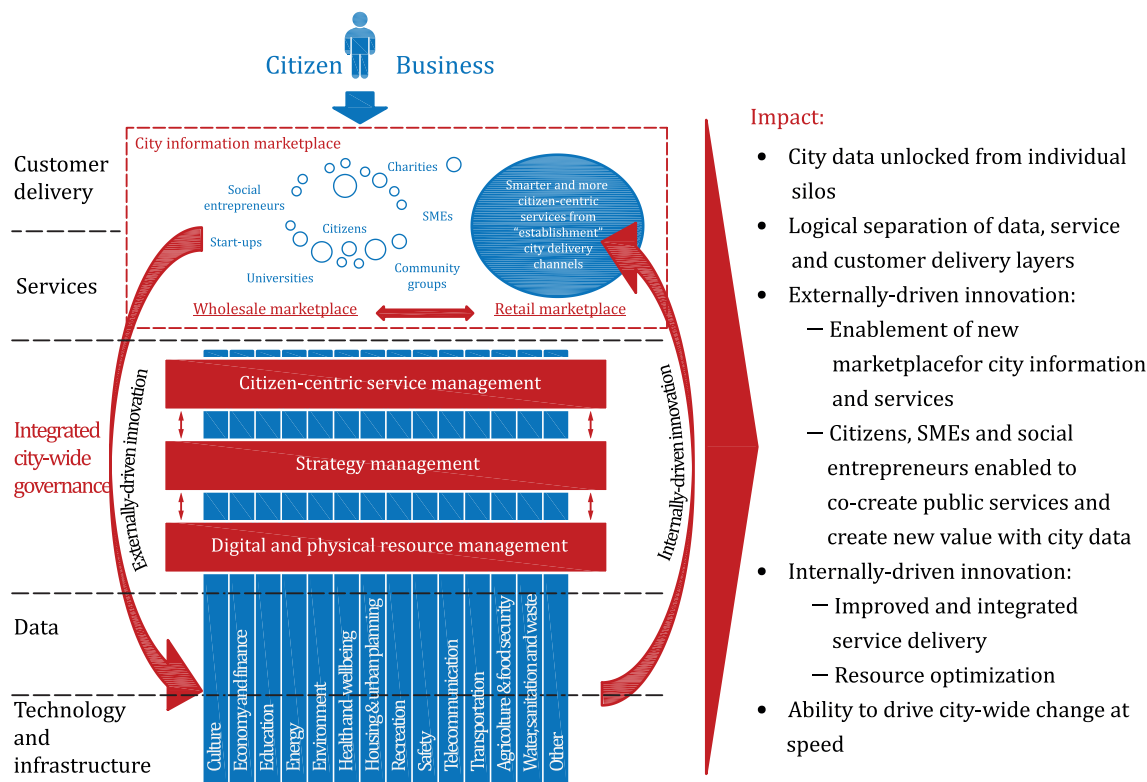 Citizen Business
City information marketplace
Customer
delivery
Services
Charities
Social
entrepreneurs
SMEs
Citizens
Start-ups
Universities
Community
groups
Smarter and more
citizen-centric
services from
“establishment”
city delivery
channels
Wholesale marketplace
Retail marketplace
Integrated
city-wide
governance
Externally-driven innovation
Citizen-centric service management
Strategy management
Digital and physical resource management
Internally-driven innovation
Data
Technology
and
infrastructure
Culture
Economy and finance
Education
Energy
Environment
Health and wellbeing
Housing & urban planning
Recreation
Safety
Telecommunication
Transportation
Agriculture & food security
Water, sanitation and waste
Other
Impact:
• City data unlocked from individual
silos
• Logical separation of data, service
and customer delivery layers
• Externally-driven innovation:
— Enablement of new
marketplacefor city information
and services
— Citizens, SMEs and social
entrepreneurs enabled to
co-create public services and
create new value with city data
• Internally-driven innovation:
— Improved and integrated
service delivery
— Resource optimization
• Ability to drive city-wide change at
speed